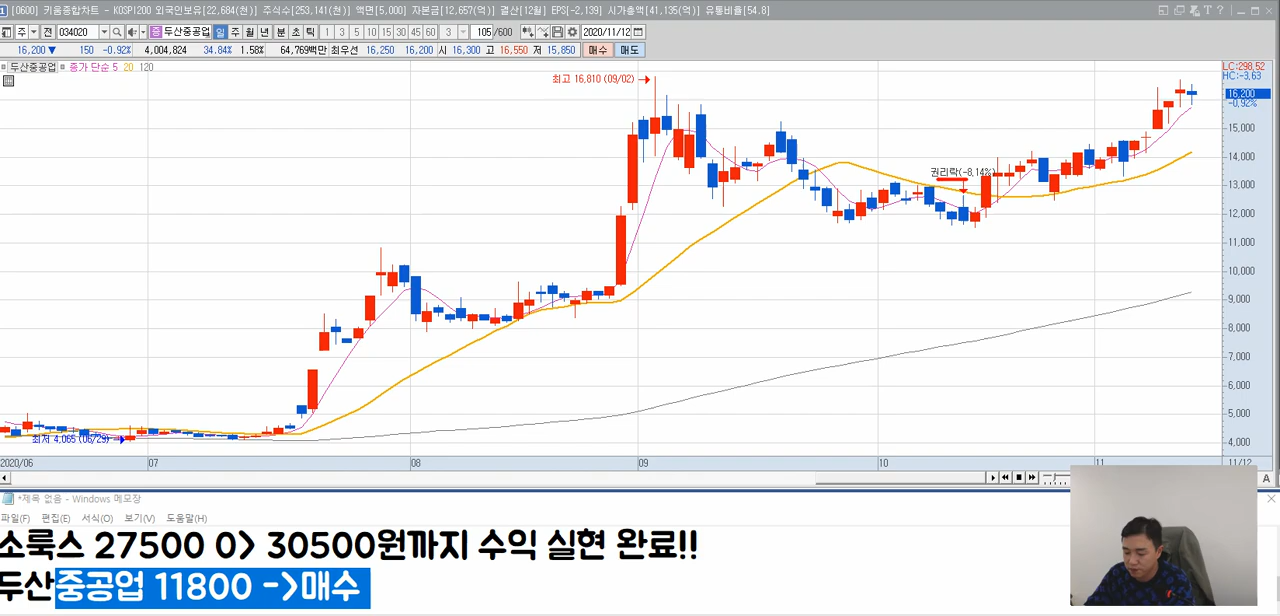 [0600] 키움종합차트 - KOSPI200 외국인보유[22,684(천)] 주식수[253,141(천)] 액면[5,000] 자본금[12,657(억)] 결산[12월] EPS[-2,139] 시가총액[41,135(억)] 유통비율[54.8]
주 전 034020 두산중공업 일 주 월 년 분 초 틱 1 3 5 10 15 30 45 60 3 105 /600 2020/11/12
16,200 ▼ 150 -0.92% 4,004,824 34.84% 1.58% 64,769백만 최우선 16,250 16,200 시 16,300 고 16,550 저 15,850 매수 매도
두산중공업 종가 단순 5 20 120
LC:298,52
HC:-3,63
최고 16,810 (09/02)
16,200
-0.92%
15,000
14,000
권리락(-8.14%)
13,000
12,000
11,000
10,000
9,000
8,000
7,000
6,000
5,000
최저 4,065 (06/29)
4,000
2020/06 07 08 09 10 11 11/12
A
*제목 없음 - Windows 메모장
파일(F) 편집(E) 서식(O) 보기(V) 도움말(H)
소룩스 27500 0> 30500원까지 수익 실현 완료!!
두산중공업 11800 ->매수